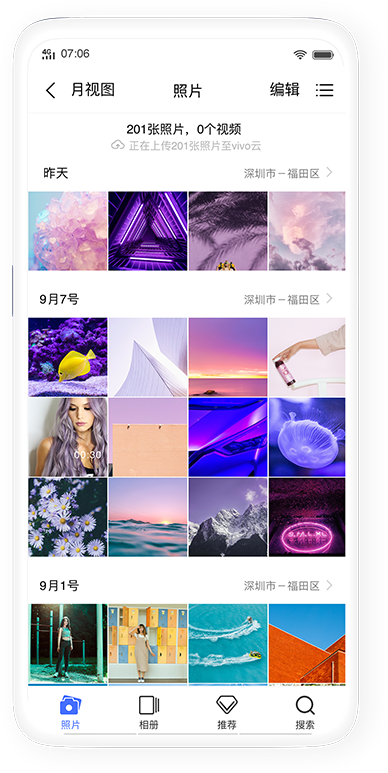 4G 07:06
月视图 照片 编辑
201张照片，0个视频
正在上传201张照片至vivo云
昨天 深圳市－福田区
9月7号 深圳市－福田区
00:30
9月1号 深圳市－福田区
照片 相册 推荐 搜索